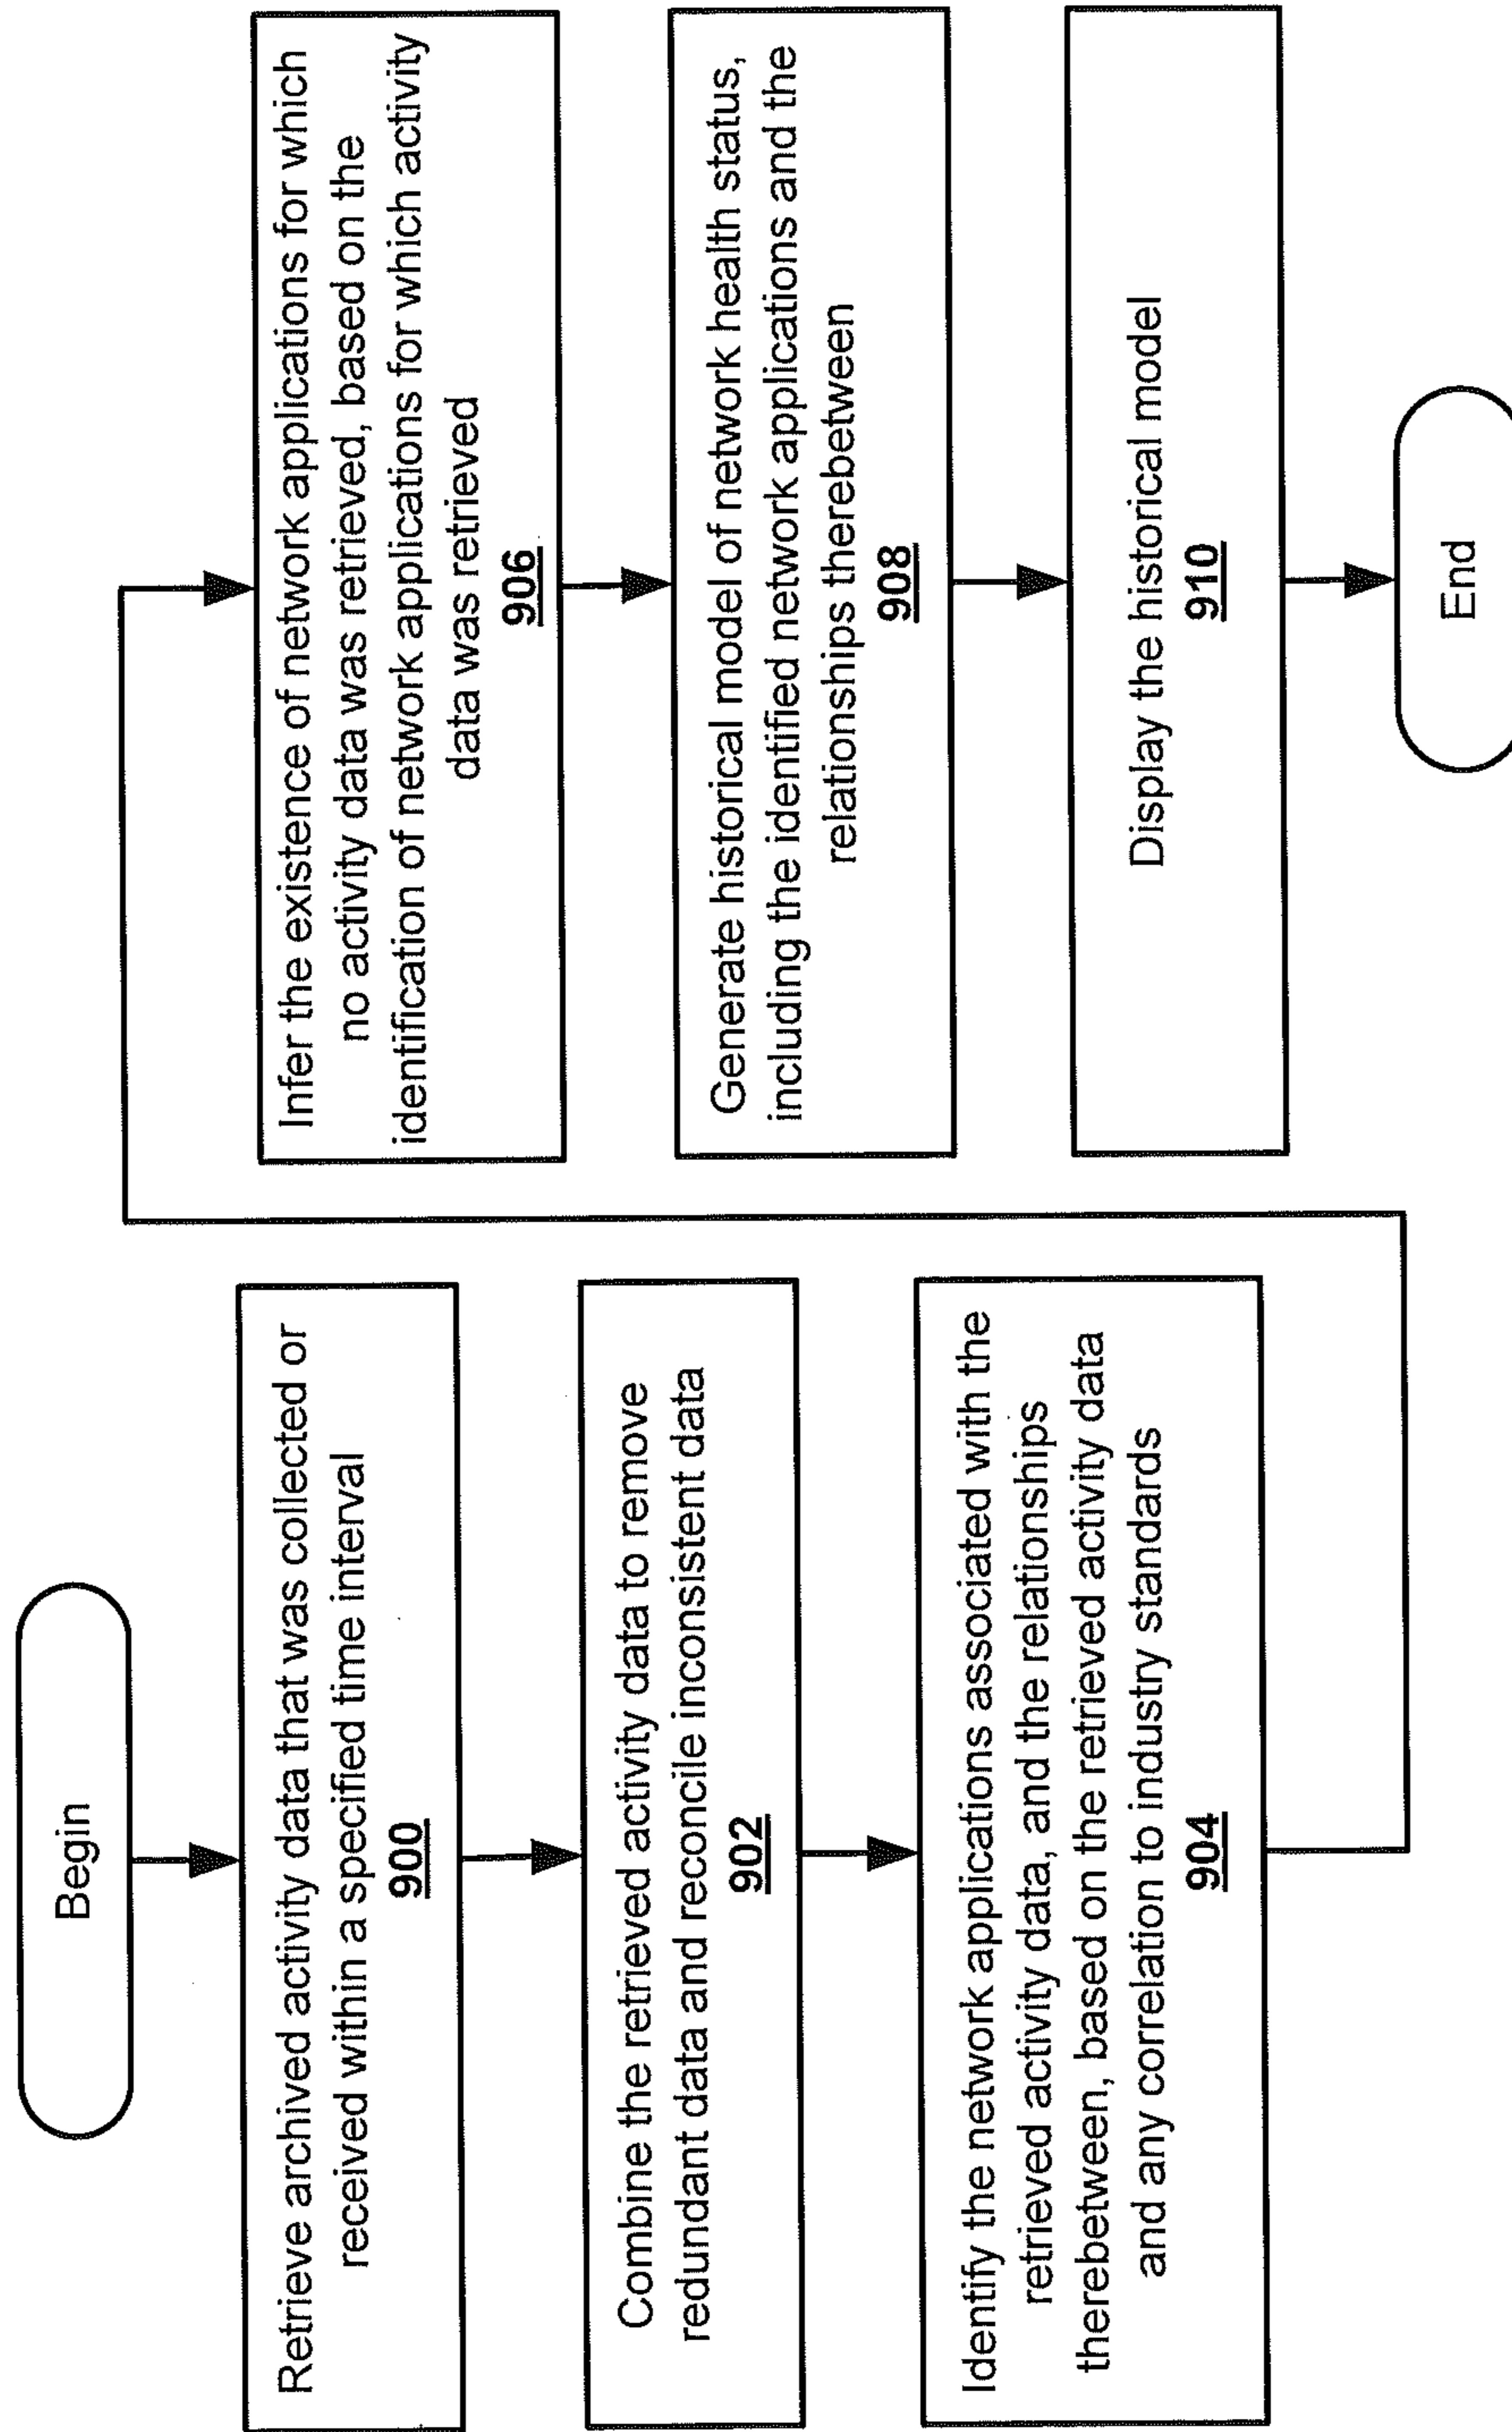 Begin
Retrieve archived activity data that was collected or
received within a specified time interval
900
Combine the retrieved activity data to remove
redundant data and reconcile inconsistent data
902
Identify the network applications associated with the
retrieved activity data, and the relationships
therebetween, based on the retrieved activity data
and any correlation to industry standards
904
Infer the existence of network applications for which
no activity data was retrieved, based on the
identification of network applications for which activity
data was retrieved
906
Generate historical model of network health status,
including the identified network applications and the
relationships therebetween
908
Display the historical model
910
End